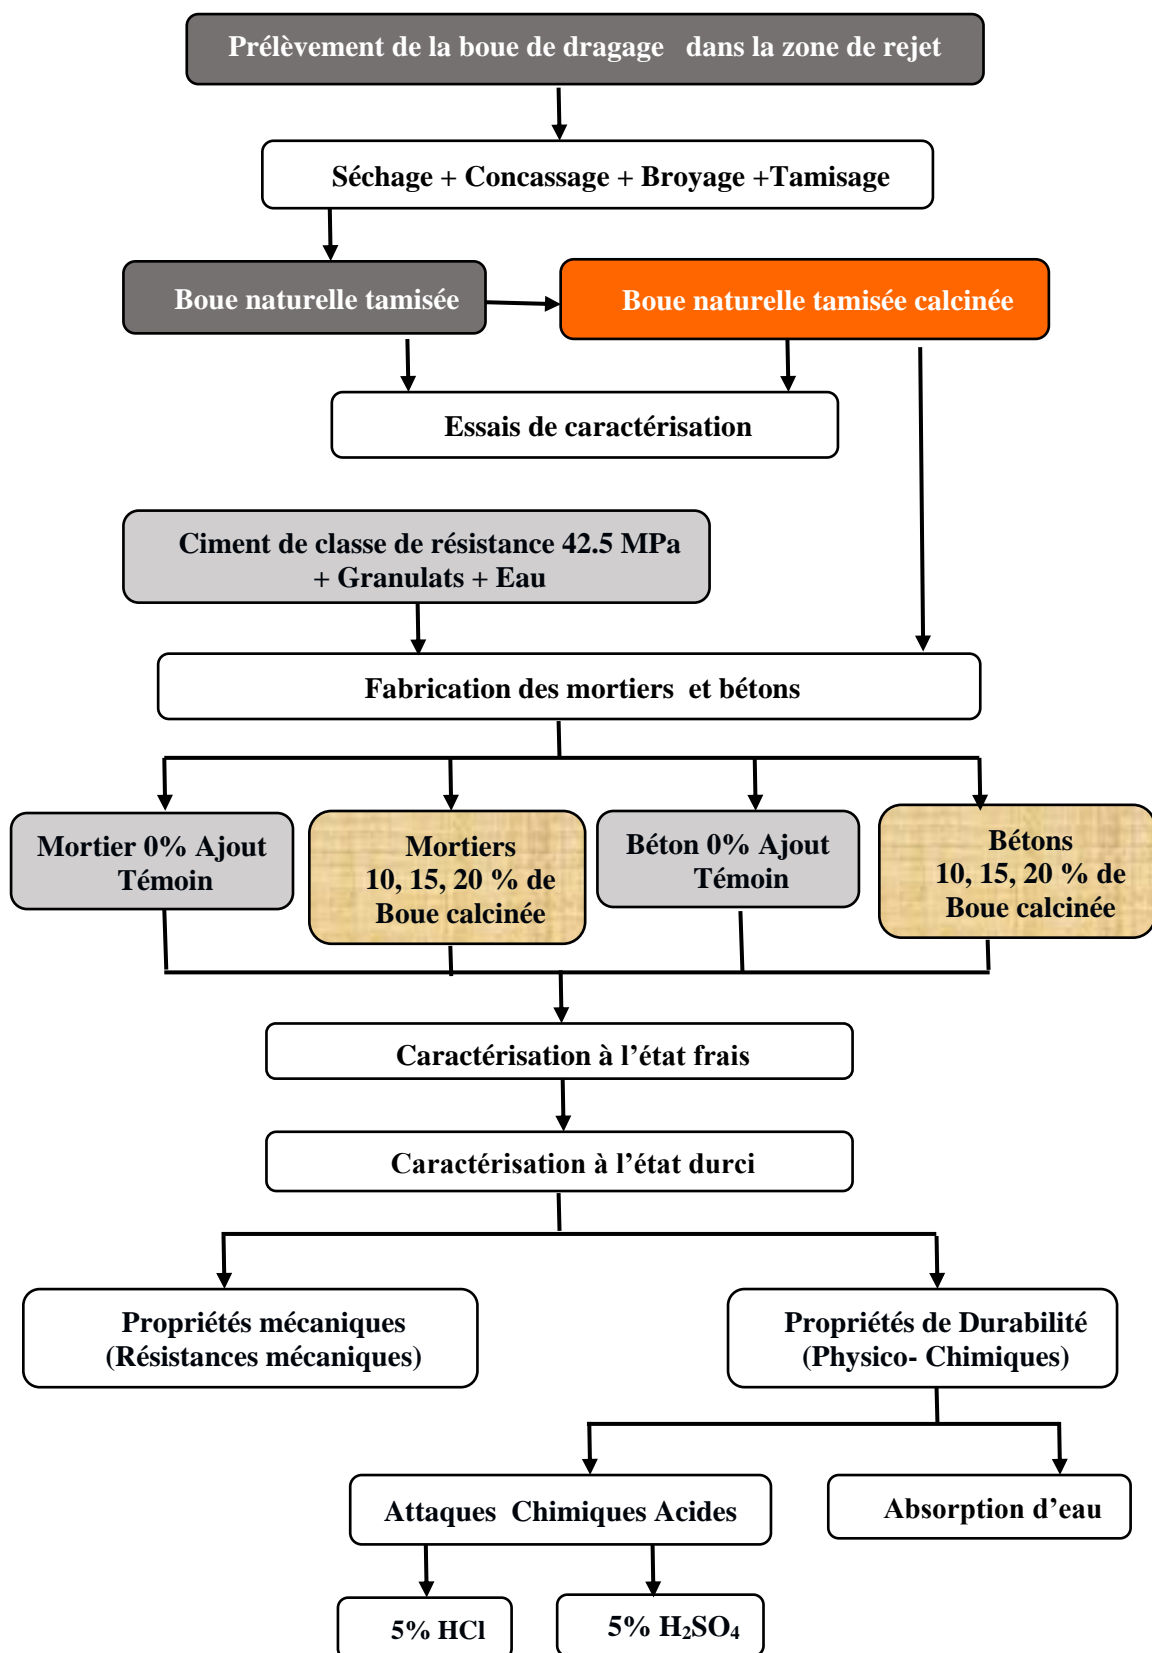 Prélèvement de la boue de dragage dans la zone de rejet
Séchage + Concassage + Broyage +Tamisage
Boue naturelle tamisée
Boue naturelle tamisée calcinée
Essais de caractérisation
Ciment de classe de résistance 42.5 MPa
+ Granulats + Eau
Fabrication des mortiers et bétons
Mortier 0% Ajout
Témoin
Mortiers
10, 15, 20 % de
Boue calcinée
Béton 0% Ajout
Témoin
Bétons
10, 15, 20 % de
Boue calcinée
Caractérisation à l’état frais
Caractérisation à l’état durci
Propriétés mécaniques
(Résistances mécaniques)
Propriétés de Durabilité
(Physico- Chimiques)
Attaques Chimiques Acides
Absorption d’eau
5% HCl
5% H₂SO₄